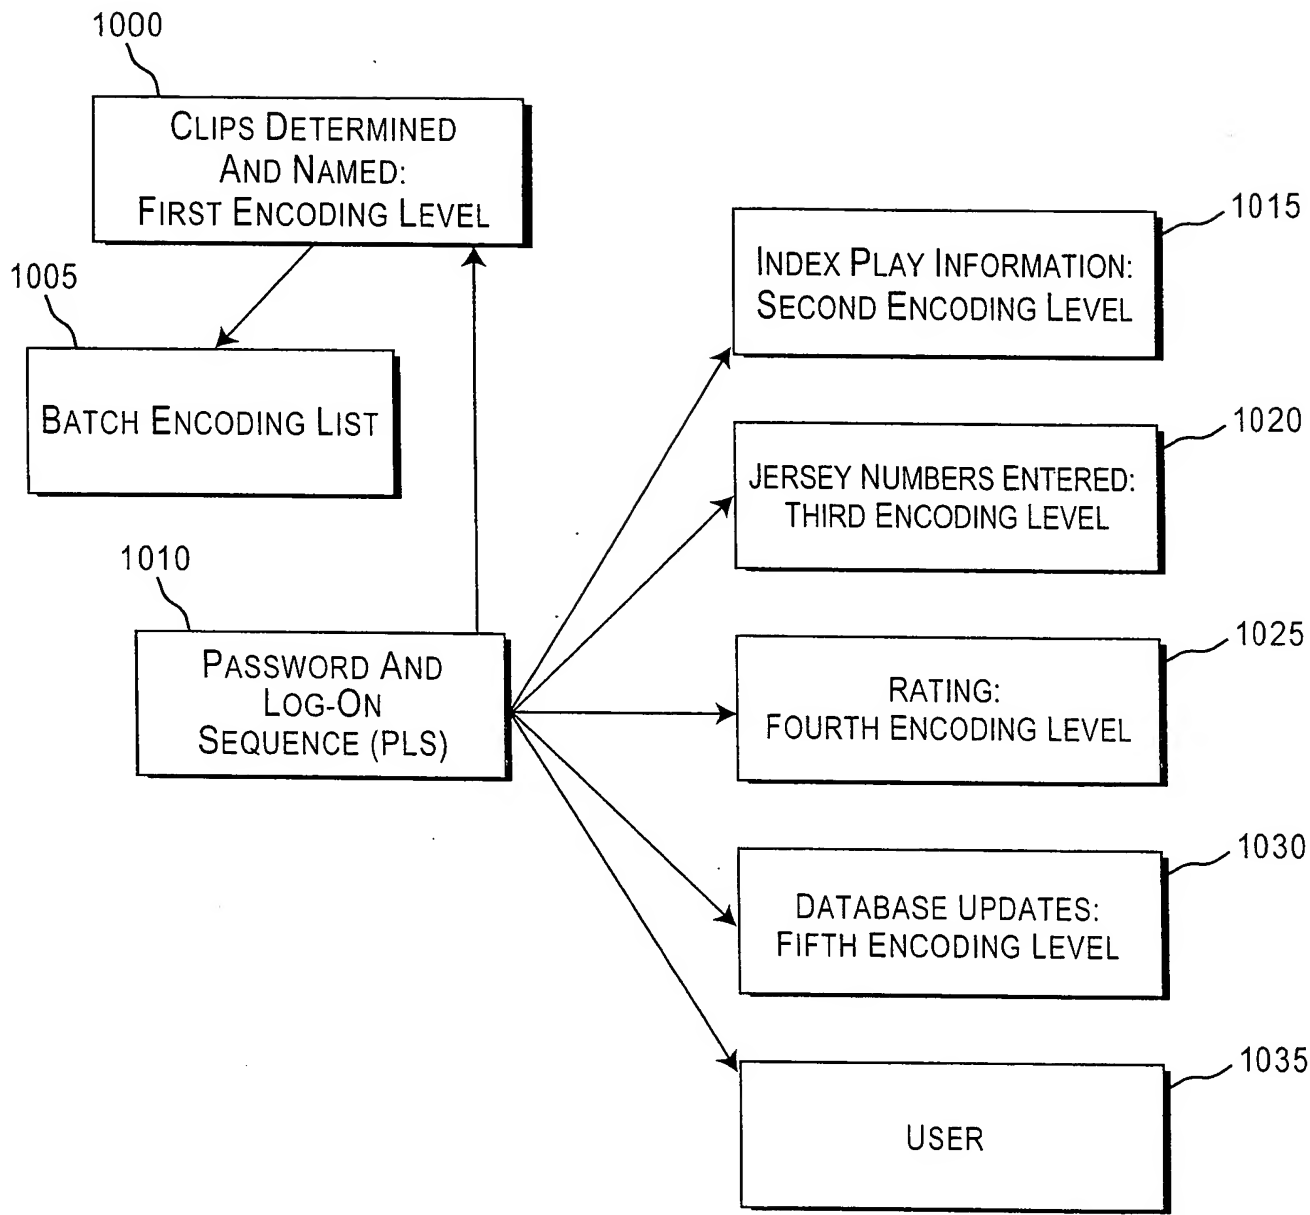 1000
CLIPS DETERMINED
AND NAMED:
FIRST ENCODING LEVEL
1005
BATCH ENCODING LIST
1010
PASSWORD AND
LOG-ON
SEQUENCE (PLS)
1015
INDEX PLAY INFORMATION:
SECOND ENCODING LEVEL
1020
JERSEY NUMBERS ENTERED:
THIRD ENCODING LEVEL
1025
RATING:
FOURTH ENCODING LEVEL
1030
DATABASE UPDATES:
FIFTH ENCODING LEVEL
1035
USER